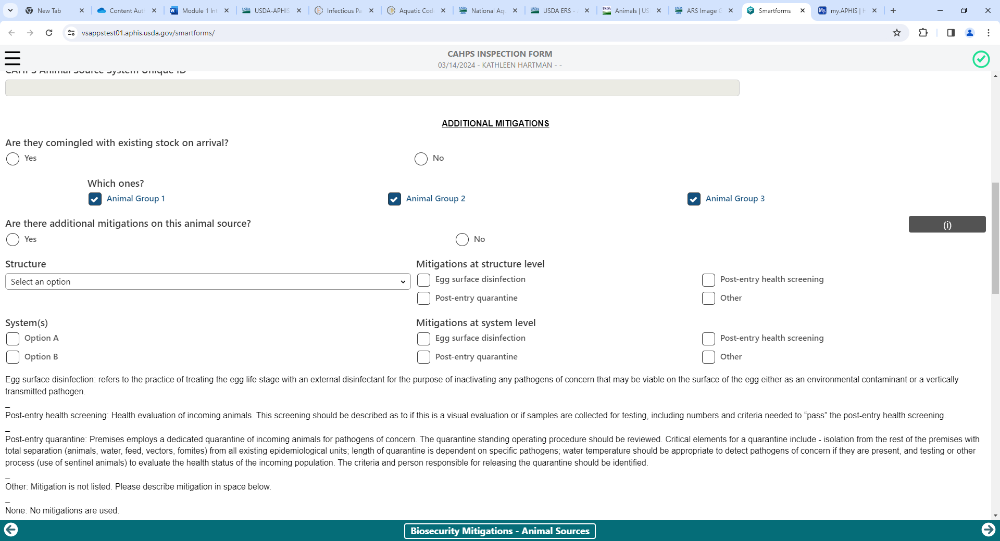 New Tab
Content Aut
Module 1 Int
USDA-APHIS
Infectious Pa
Aquatic Cod
National Aqu
USDA ERS -
Animals | US
ARS Image G
Smartforms
my.APHIS | H
vsappstest01.aphis.usda.gov/smartforms/
CAHPS INSPECTION FORM
03/14/2024 - KATHLEEN HARTMAN - -
CAHPS Animal Source System Unique ID
ADDITIONAL MITIGATIONS
Are they comingled with existing stock on arrival?
Yes No
Which ones?
Animal Group 1 Animal Group 2 Animal Group 3
Are there additional mitigations on this animal source?
(i)
Yes No
Structure Mitigations at structure level
Select an option Egg surface disinfection Post-entry health screening
Post-entry quarantine Other
System(s) Mitigations at system level
Option A Egg surface disinfection Post-entry health screening
Option B Post-entry quarantine Other
Egg surface disinfection: refers to the practice of treating the egg life stage with an external disinfectant for the purpose of inactivating any pathogens of concern that may be viable on the surface of the egg either as an environmental contaminant or a vertically
transmitted pathogen.
_
Post-entry health screening: Health evaluation of incoming animals. This screening should be described as to if this is a visual evaluation or if samples are collected for testing, including numbers and criteria needed to “pass” the post-entry health screening.
_
Post-entry quarantine: Premises employs a dedicated quarantine of incoming animals for pathogens of concern. The quarantine standing operating procedure should be reviewed. Critical elements for a quarantine include - isolation from the rest of the premises with
total separation (animals, water, feed, vectors, fomites) from all existing epidemiological units; length of quarantine is dependent on specific pathogens; water temperature should be appropriate to detect pathogens of concern if they are present, and testing or other
process (use of sentinel animals) to evaluate the health status of the incoming population. The criteria and person responsible for releasing the quarantine should be identified.
_
Other: Mitigation is not listed. Please describe mitigation in space below.
_
None: No mitigations are used.
Biosecurity Mitigations - Animal Sources